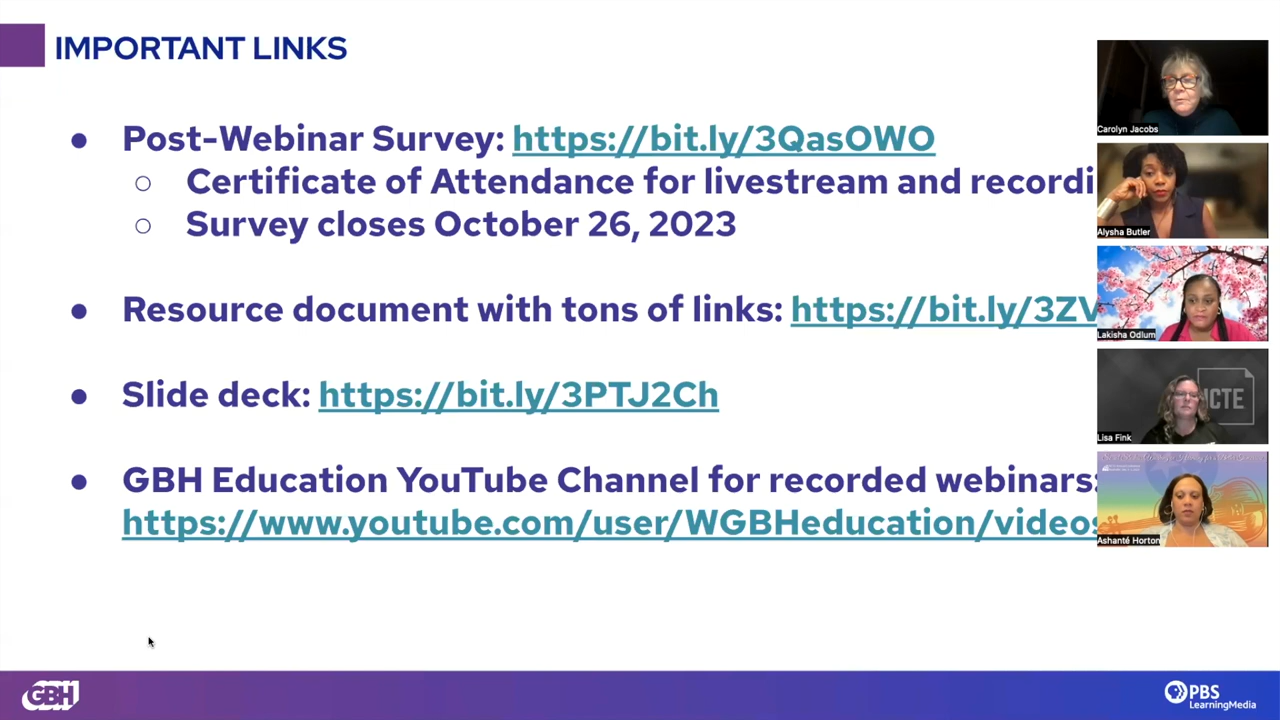 IMPORTANT LINKS
● Post-Webinar Survey: https://bit.ly/3QasOWO
○ Certificate of Attendance for livestream and recordi
○ Survey closes October 26, 2023
● Resource document with tons of links: https://bit.ly/3ZV
● Slide deck: https://bit.ly/3PTJ2Ch
● GBH Education YouTube Channel for recorded webinars:
https://www.youtube.com/user/WGBHeducation/videos
Carolyn Jacobs
Alysha Butler
Lakisha Odlum
NCTE
Lisa Fink
Ashanté Horton
GBH
PBS
LearningMedia